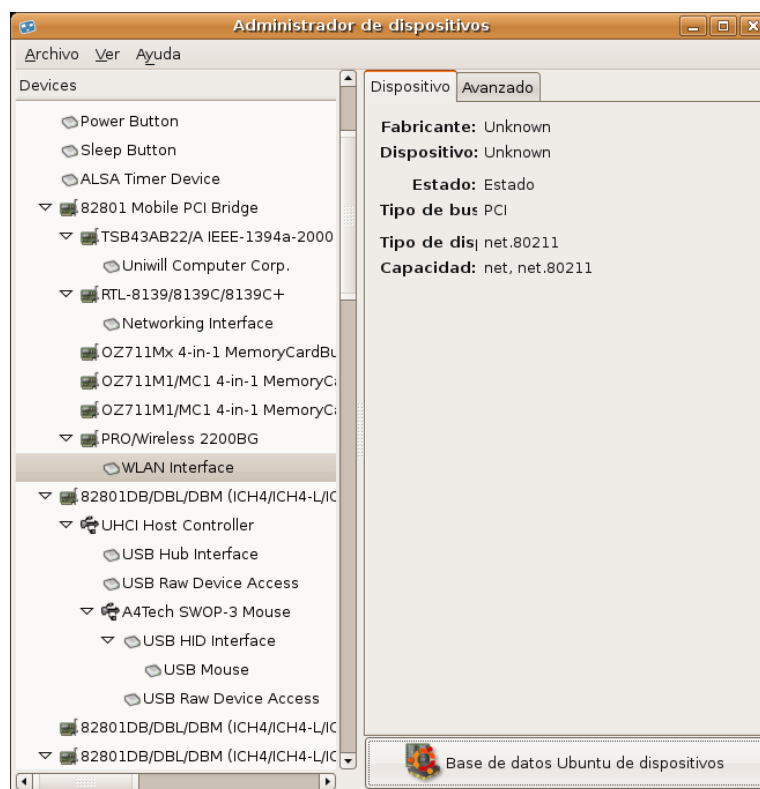 Administrador de dispositivos
Archivo Ver Ayuda
Devices
Power Button
Sleep Button
ALSA Timer Device
82801 Mobile PCI Bridge
TSB43AB22/A IEEE-1394a-2000
Uniwill Computer Corp.
RTL-8139/8139C/8139C+
Networking Interface
OZ711Mx 4-in-1 MemoryCardBu
OZ711M1/MC1 4-in-1 MemoryCa
OZ711M1/MC1 4-in-1 MemoryCa
PRO/Wireless 2200BG
WLAN Interface
82801DB/DBL/DBM (ICH4/ICH4-L/IC
UHCI Host Controller
USB Hub Interface
USB Raw Device Access
A4Tech SWOP-3 Mouse
USB HID Interface
USB Mouse
USB Raw Device Access
82801DB/DBL/DBM (ICH4/ICH4-L/IC
82801DB/DBL/DBM (ICH4/ICH4-L/IC
Dispositivo Avanzado
Fabricante: Unknown
Dispositivo: Unknown
Estado: Estado
Tipo de bus PCI
Tipo de dis net.80211
Capacidad: net, net.80211
Base de datos Ubuntu de dispositivos